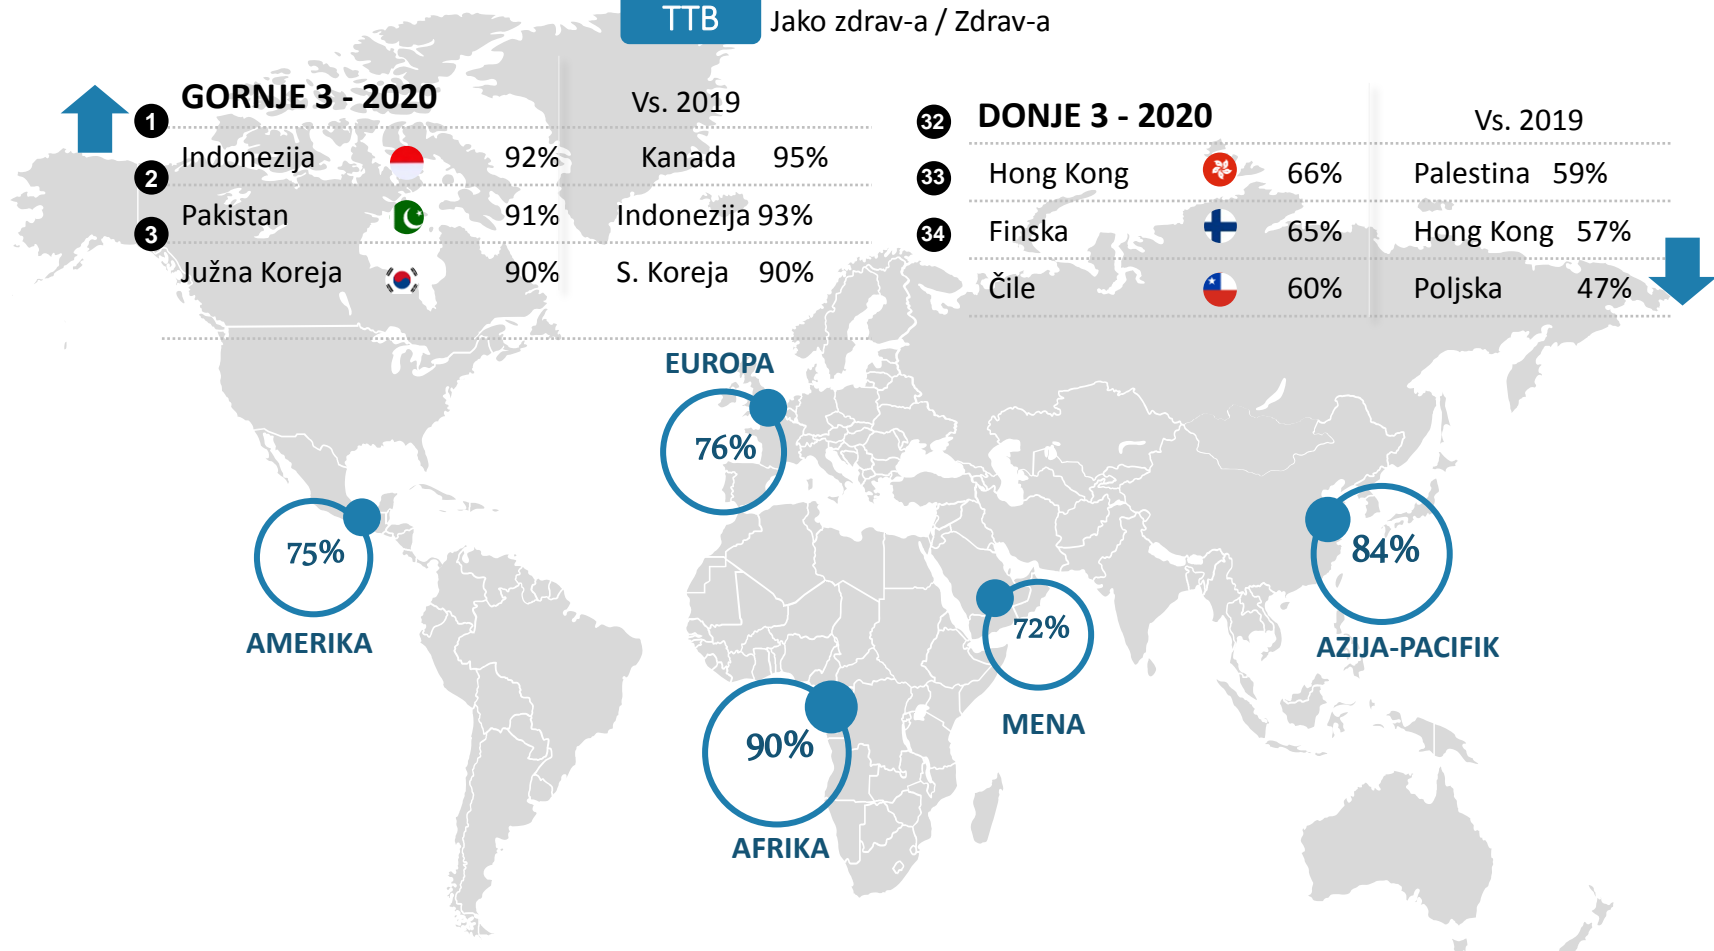 TTB Jako zdrav-a / Zdrav-a
GORNJE 3 - 2020 Vs. 2019
1
Indonezija 92% Kanada 95%
2
Pakistan 91% Indonezija 93%
3
Južna Koreja 90% S. Koreja 90%
32 DONJE 3 - 2020 Vs. 2019
33 Hong Kong 66% Palestina 59%
34 Finska 65% Hong Kong 57%
Čile 60% Poljska 47%
EUROPA
76%
75%
AMERIKA
84%
AZIJA-PACIFIK
72%
MENA
90%
AFRIKA